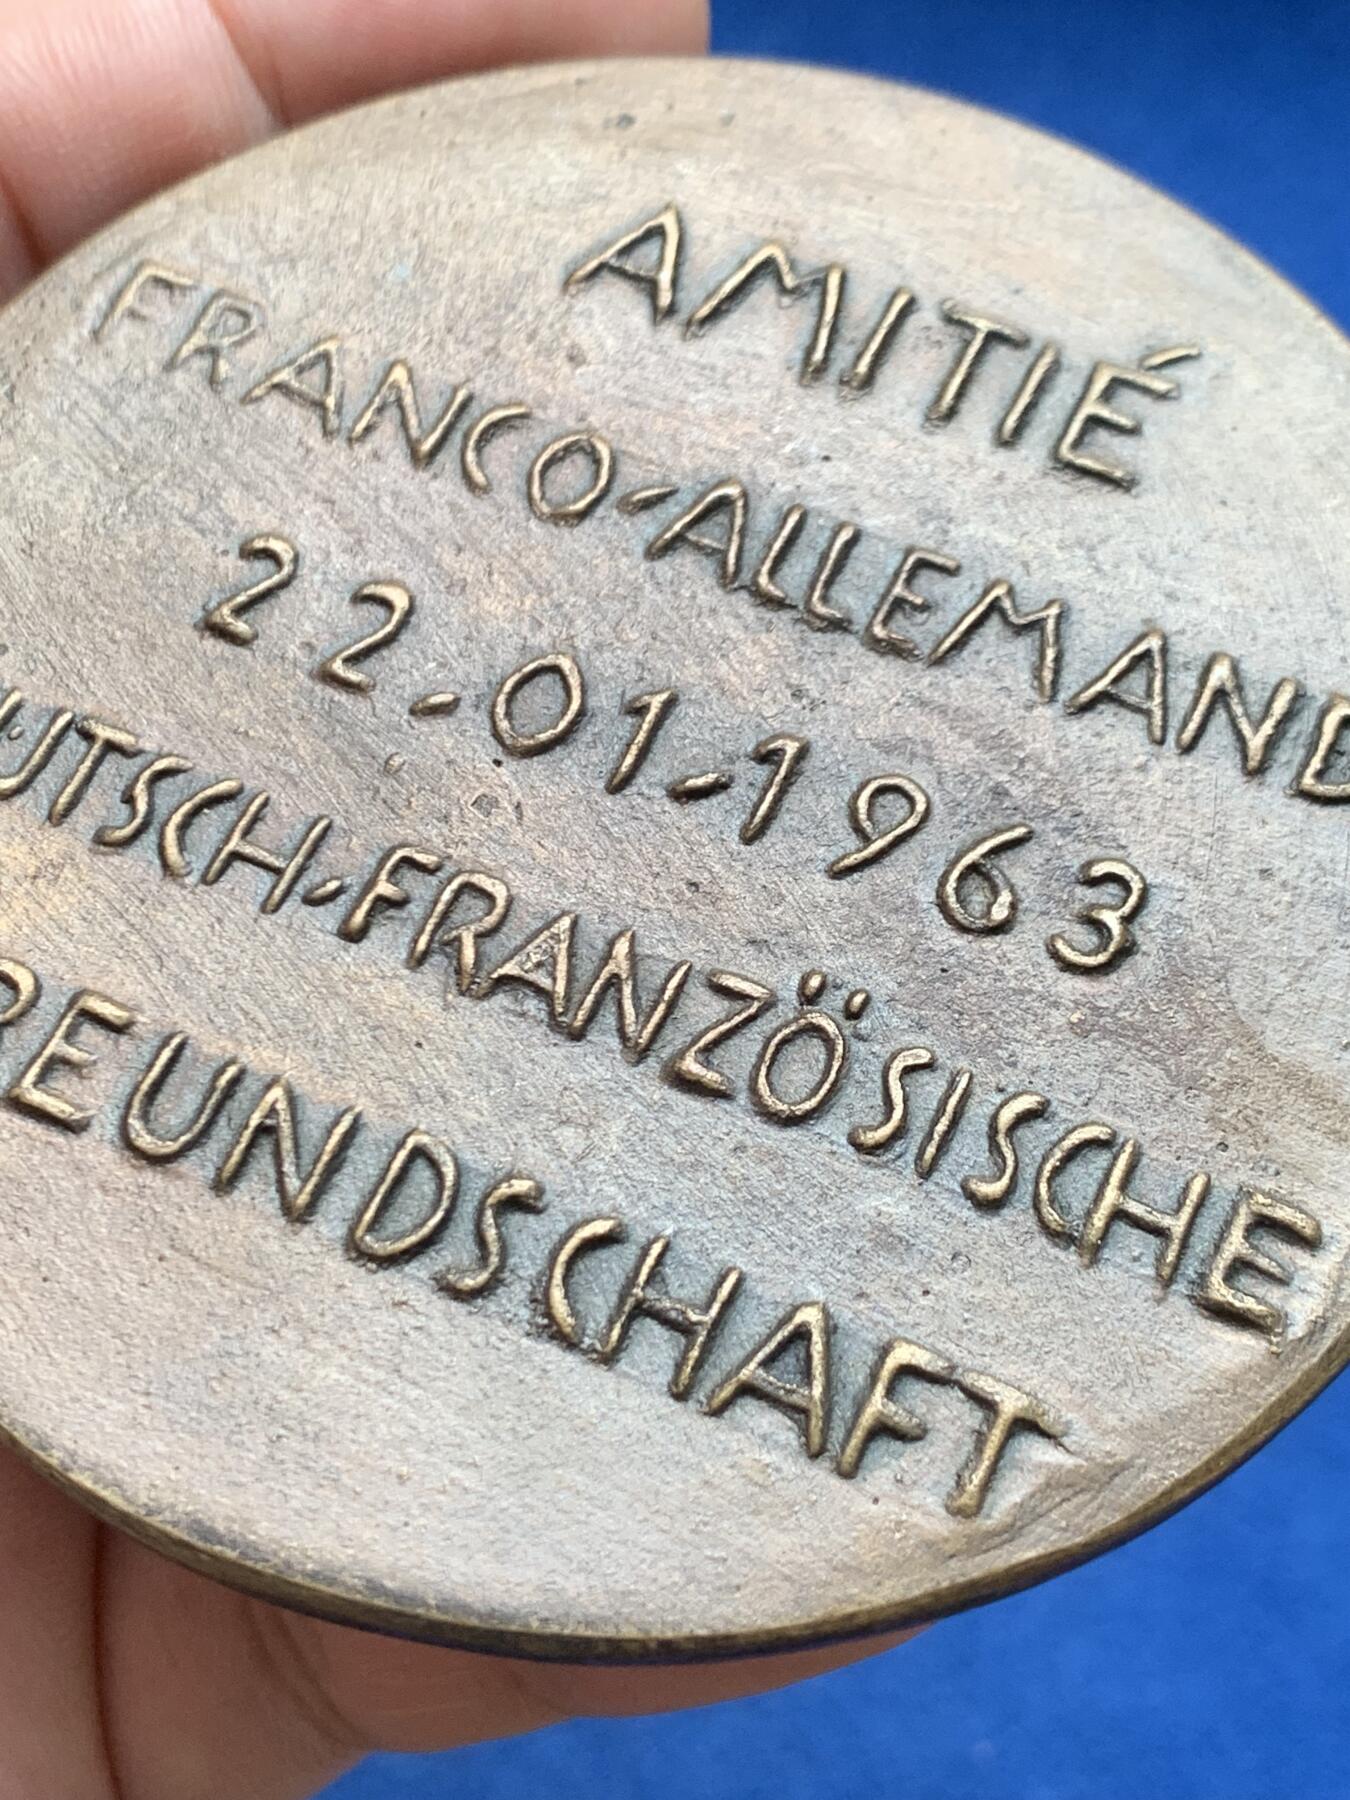 AMITIÉ
FRANCO-ALLEMAND
22.01.1963
UTSCH-FRANZÖSISCHE
REUNDSCHAFT